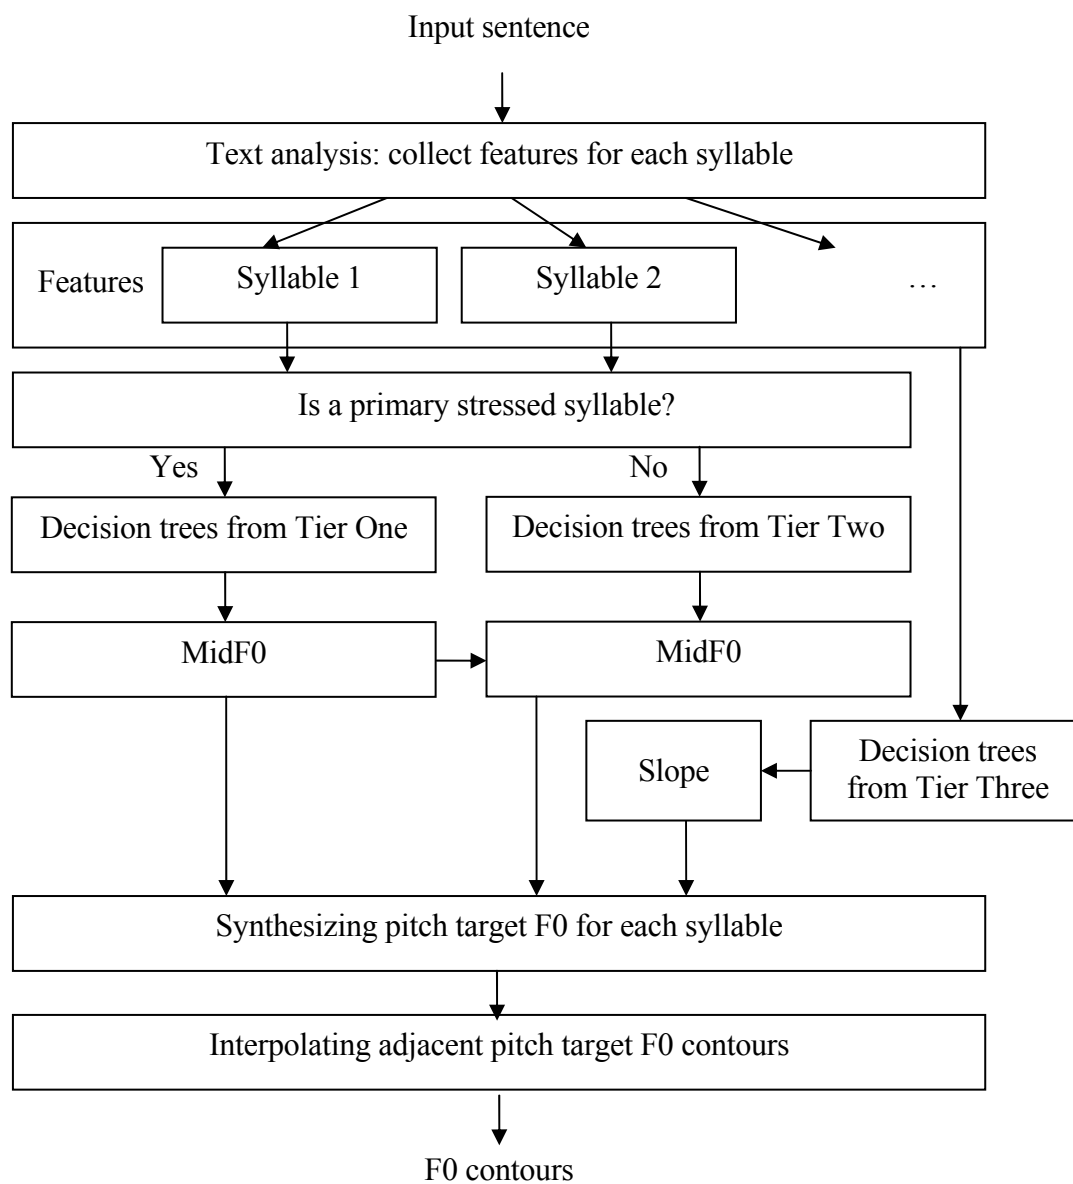 Input sentence
Text analysis: collect features for each syllable
Features
Syllable 1
Syllable 2
…
Is a primary stressed syllable?
Yes
No
Decision trees from Tier One
Decision trees from Tier Two
MidF0
MidF0
Slope
Decision trees
from Tier Three
Synthesizing pitch target F0 for each syllable
Interpolating adjacent pitch target F0 contours
F0 contours